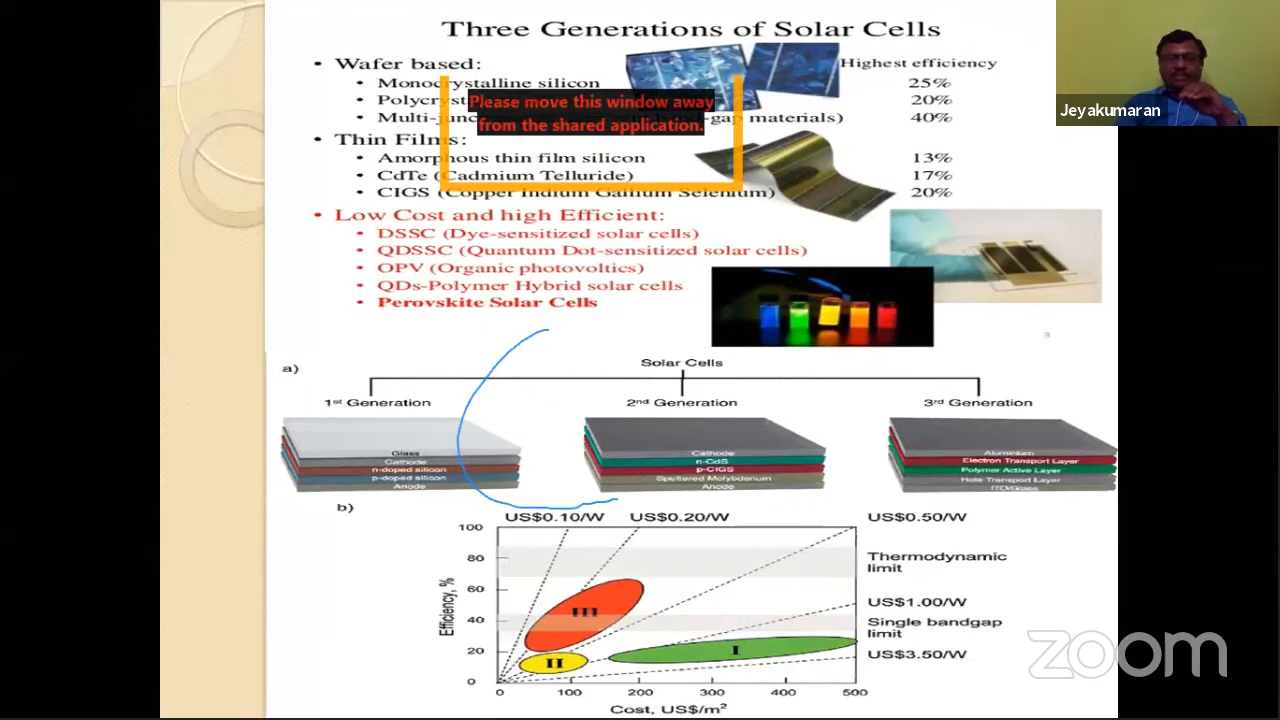 Three Generations of Solar Cells
• Wafer based:
Highest efficiency
• Monocrystalline silicon 25%
• Polycryst 20%
Please move this window away
from the shared application.
• Multi-junc -gap materials) 40%
• Thin Films:
• Amorphous thin film silicon 13%
• CdTe (Cadmium Telluride) 17%
• CIGS (Copper Indium Gallium Selenium) 20%
• Low Cost and high Efficient:
• DSSC (Dye-sensitized solar cells)
• QDSSC (Quantum Dot-sensitized solar cells)
• OPV (Organic photovoltics)
• QDs-Polymer Hybrid solar cells
• Perovskite Solar Cells
3
Jeyakumaran
a)
Solar Cells
1st Generation
2nd Generation
3rd Generation
Glass
Cathode
n-doped silicon
p-doped silicon
Anode
Cathode
n-CdS
p-CIGS
Sputtered Molybdenum
Anode
Aluminium
Electron Transport Layer
Polymer Active Layer
Hole Transport Layer
ITO/Glass
b)
US$0.10/W US$0.20/W US$0.50/W
Thermodynamic
limit
US$1.00/W
Single bandgap
limit
US$3.50/W
Efficiency, %
100
80
60
40
20
0
III
II
I
0 100 200 300 400 500
Cost, US$/m²
zoom